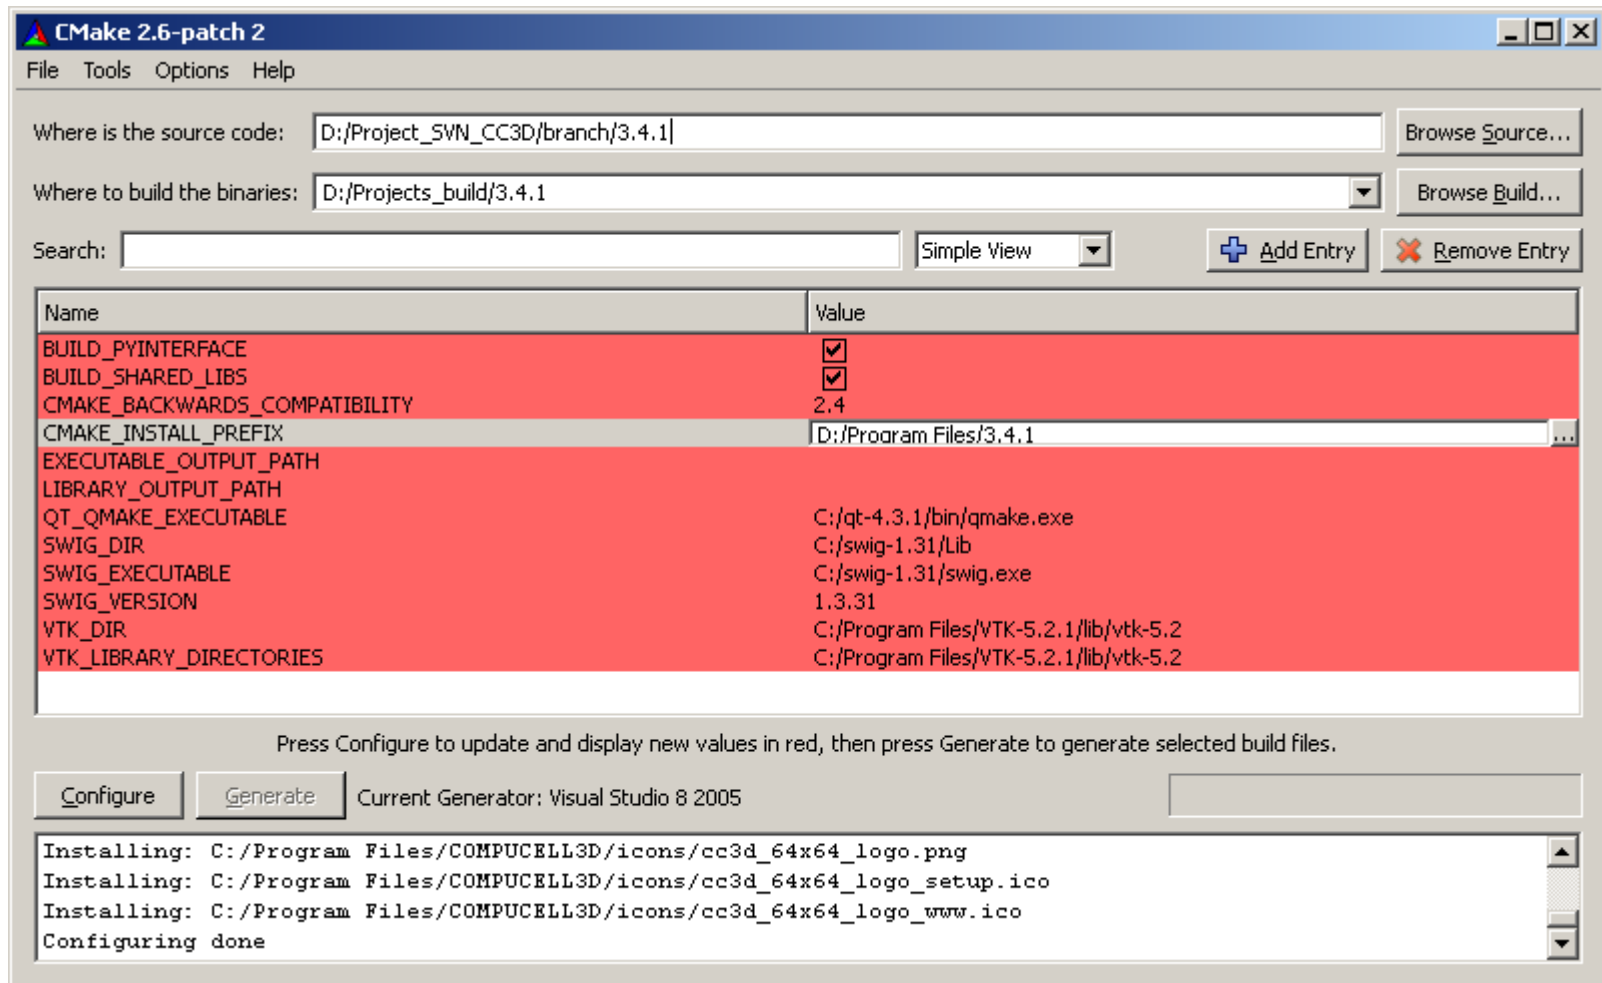 CMake 2.6-patch 2
File Tools Options Help
Where is the source code: D:/Project_SVN_CC3D/branch/3.4.1 Browse Source...
Where to build the binaries: D:/Projects_build/3.4.1 Browse Build...
Search: Simple View Add Entry Remove Entry
Name Value
BUILD_PYINTERFACE
BUILD_SHARED_LIBS
CMAKE_BACKWARDS_COMPATIBILITY 2.4
CMAKE_INSTALL_PREFIX D:/Program Files/3.4.1 ...
EXECUTABLE_OUTPUT_PATH
LIBRARY_OUTPUT_PATH
QT_QMAKE_EXECUTABLE C:/qt-4.3.1/bin/qmake.exe
SWIG_DIR C:/swig-1.31/Lib
SWIG_EXECUTABLE C:/swig-1.31/swig.exe
SWIG_VERSION 1.3.31
VTK_DIR C:/Program Files/VTK-5.2.1/lib/vtk-5.2
VTK_LIBRARY_DIRECTORIES C:/Program Files/VTK-5.2.1/lib/vtk-5.2
Press Configure to update and display new values in red, then press Generate to generate selected build files.
Configure Generate Current Generator: Visual Studio 8 2005
Installing: C:/Program Files/COMPUCELL3D/icons/cc3d_64x64_logo.png
Installing: C:/Program Files/COMPUCELL3D/icons/cc3d_64x64_logo_setup.ico
Installing: C:/Program Files/COMPUCELL3D/icons/cc3d_64x64_logo_www.ico
Configuring done